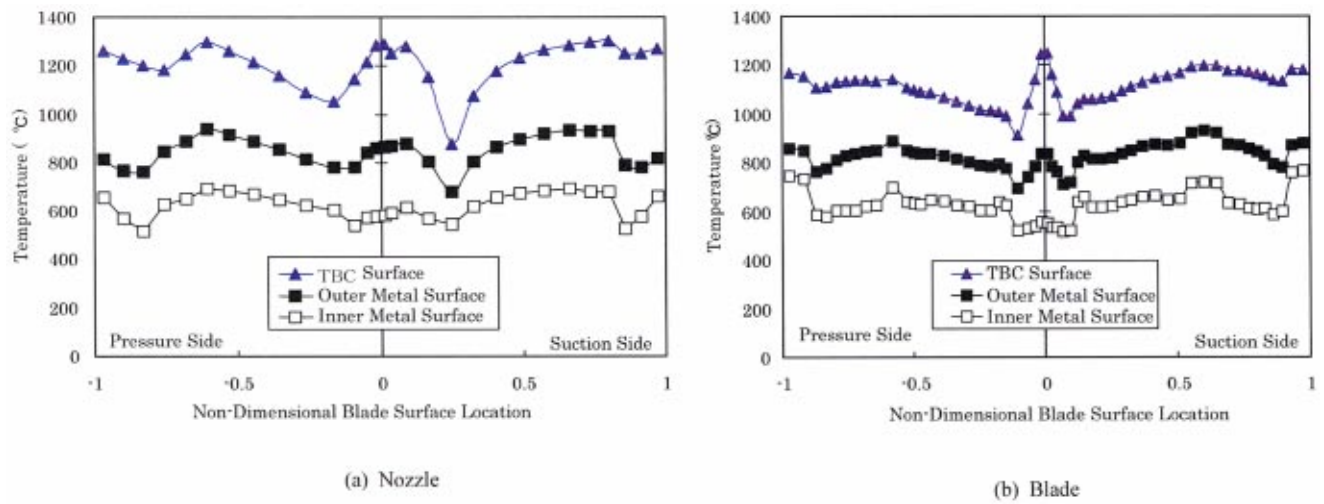 1400
1200
1000
800
600
400
200
0
Temperature ( ℃)
TBC Surface
Outer Metal Surface
Inner Metal Surface
Pressure Side
Suction Side
-1
-0.5
0
0.5
1
Non-Dimensional Blade Surface Location
(a) Nozzle
1400
1200
1000
800
600
400
200
0
Temperature ℃)
TBC Surface
Outer Metal Surface
Inner Metal Surface
Pressure Side
Suction Side
-1
-0.5
0
0.5
1
Non-Dimensional Blade Surface Location
(b) Blade